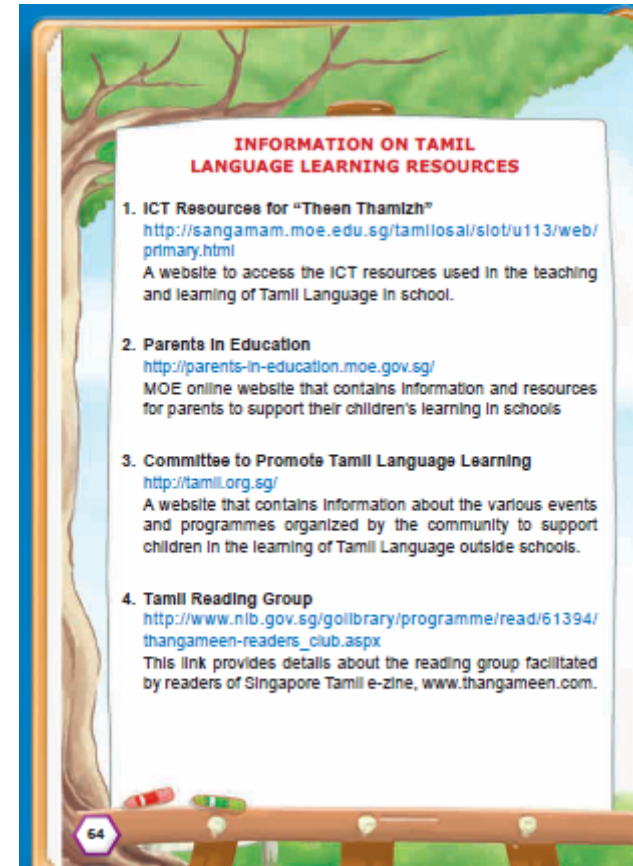 INFORMATION ON TAMIL
LANGUAGE LEARNING RESOURCES
1. ICT Resources for “Theen Thamizh”
http://sangamam.moe.edu.sg/tamilosai/slot/u113/web/
primary.html
A website to access the ICT resources used in the teaching
and learning of Tamil Language in school.
2. Parents in Education
http://parents-in-education.moe.gov.sg/
MOE online website that contains information and resources
for parents to support their children's learning in schools
3. Committee to Promote Tamil Language Learning
http://tamil.org.sg/
A website that contains information about the various events
and programmes organized by the community to support
children in the learning of Tamil Language outside schools.
4. Tamil Reading Group
http://www.nlb.gov.sg/golibrary/programme/read/61394/
thangameen-readers_club.aspx
This link provides details about the reading group facilitated
by readers of Singapore Tamil e-zine, www.thangameen.com.
64